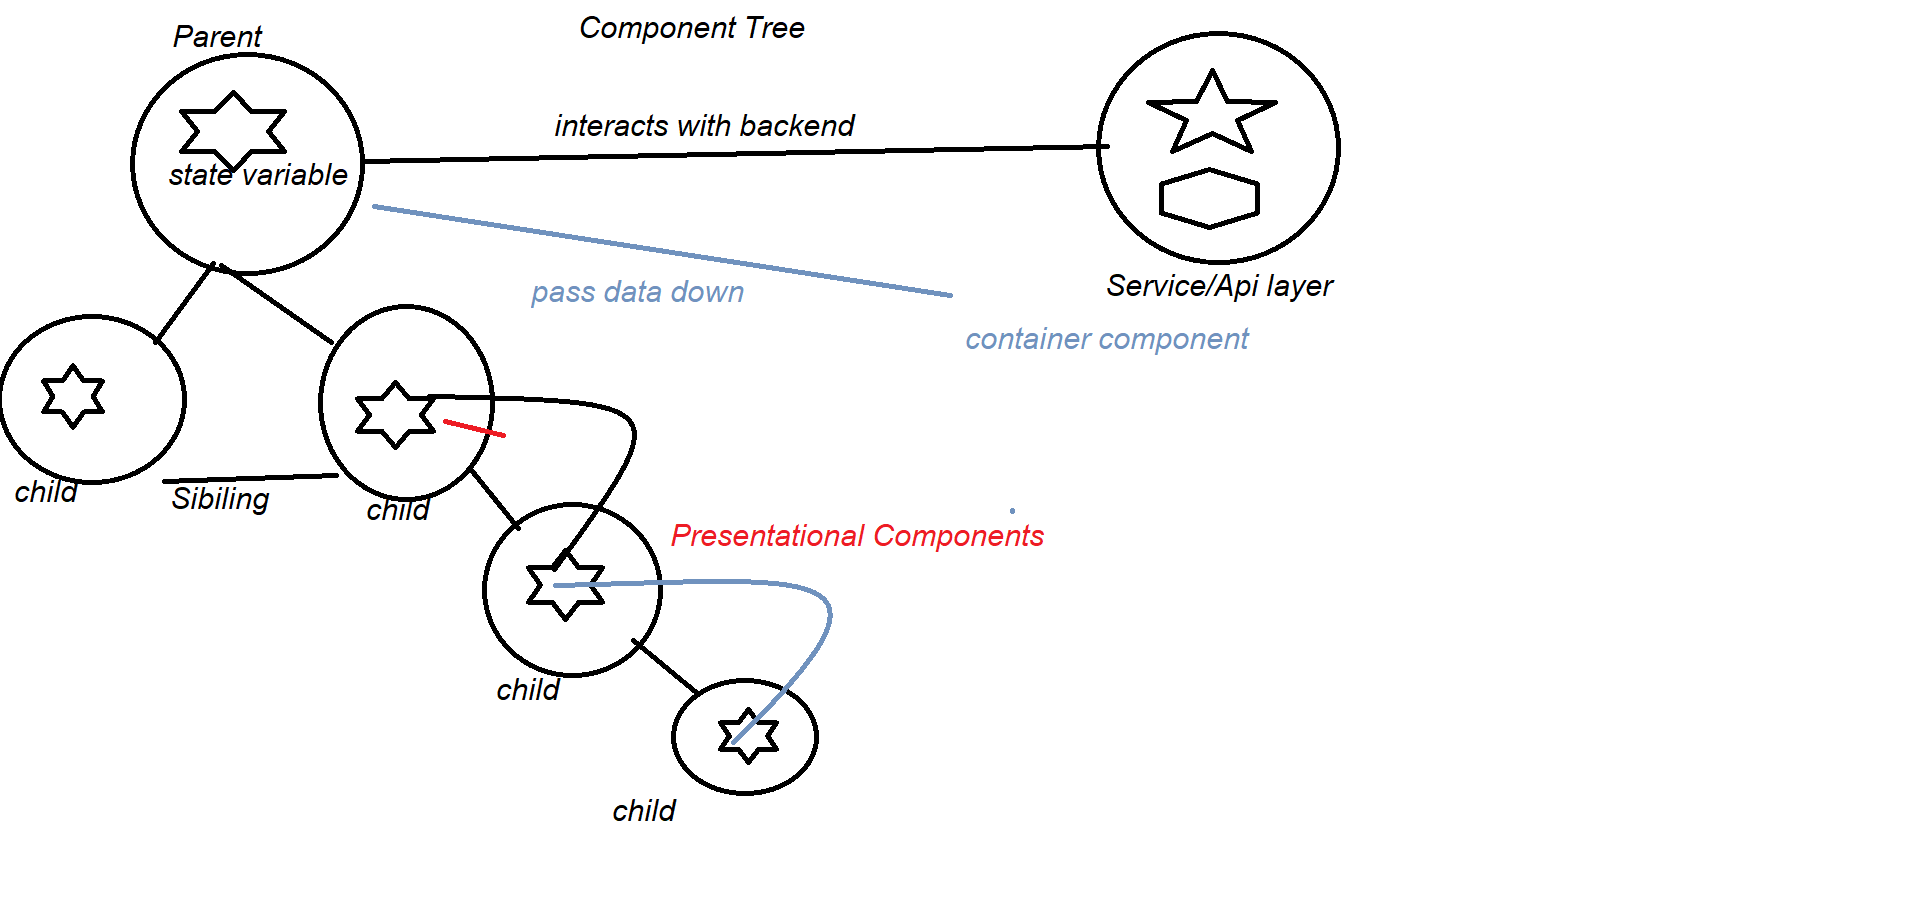 Component Tree
Parent
interacts with backend
state variable
Service/Api layer
pass data down
container component
child
Sibiling
child
Presentational Components
child
child